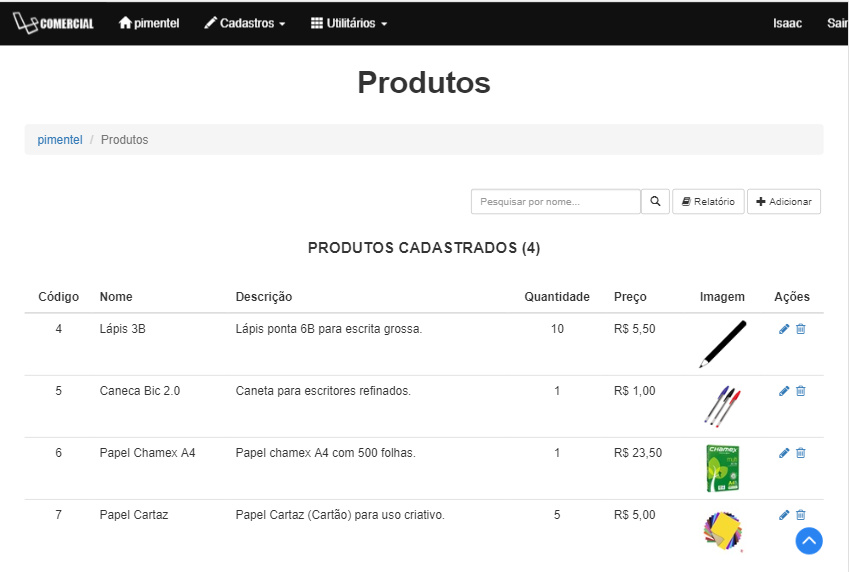 COMERCIAL pimentel Cadastros Utilitários Isaac Sair
Produtos
pimentel / Produtos
Pesquisar por nome... Relatório Adicionar
PRODUTOS CADASTRADOS (4)
Código Nome Descrição Quantidade Preço Imagem Ações
4 Lápis 3B Lápis ponta 6B para escrita grossa. 10 R$ 5,50
5 Caneca Bic 2.0 Caneta para escritores refinados. 1 R$ 1,00
6 Papel Chamex A4 Papel chamex A4 com 500 folhas. 1 R$ 23,50
CHAMEX
A4
7 Papel Cartaz Papel Cartaz (Cartão) para uso criativo. 5 R$ 5,00